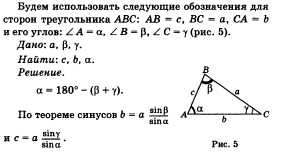 Будем использовать следующие обозначения для
сторон треугольника ABC: AB = c, BC = a, CA = b
и его углов: ∠ A = α, ∠ B = β, ∠ C = γ (рис. 5).
Дано: a, β, γ.
Найти: c, b, α.
Решение.
α = 180° – (β + γ).
По теореме синусов b = a sinβ/sinα
и c = a sinγ/sinα.
B
β
c
a
A
α
γ
C
b
Рис. 5